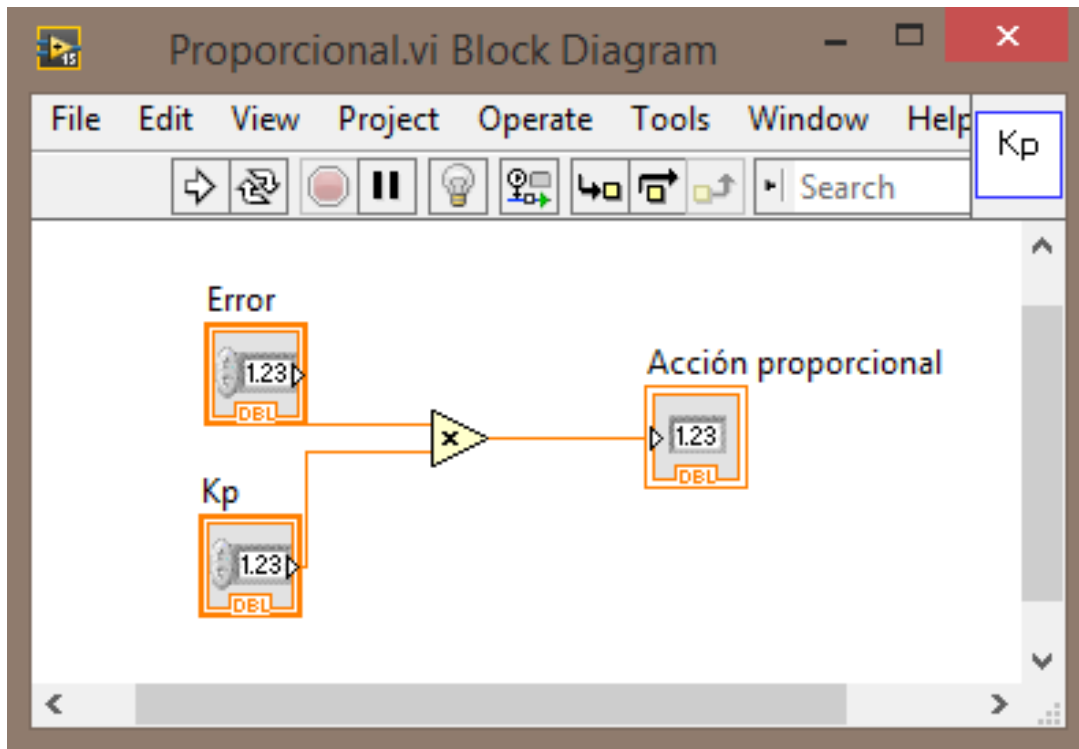 Proporcional.vi Block Diagram
15
File Edit View Project Operate Tools Window Help
Kp
Search
Error
1.23
DBL
Acción proporcional
1.23
DBL
Kp
1.23
DBL